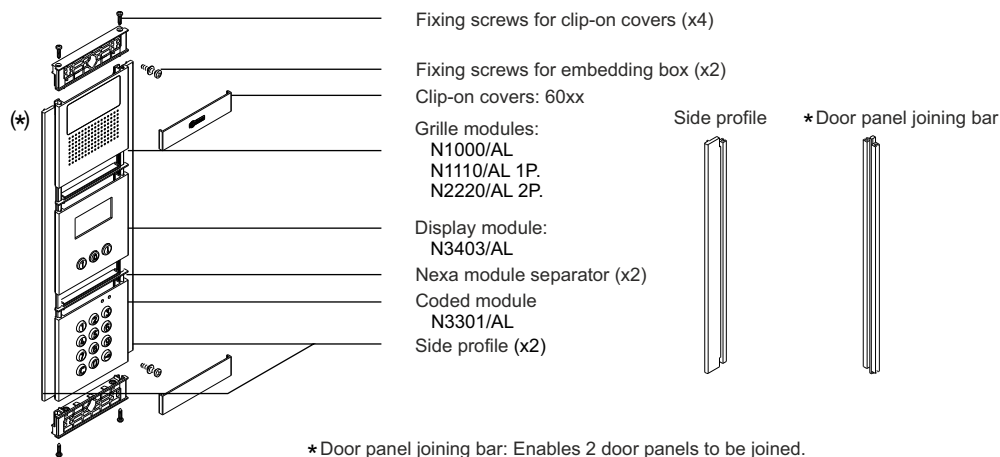 Fixing screws for clip-on covers (x4)
Fixing screws for embedding box (x2)
(*)
Clip-on covers: 60xx
Side profile
*Door panel joining bar
Grille modules:
N1000/AL
N1110/AL 1P.
N2220/AL 2P.
Display module:
N3403/AL
Nexa module separator (x2)
Coded module
N3301/AL
Side profile (x2)
*Door panel joining bar: Enables 2 door panels to be joined.